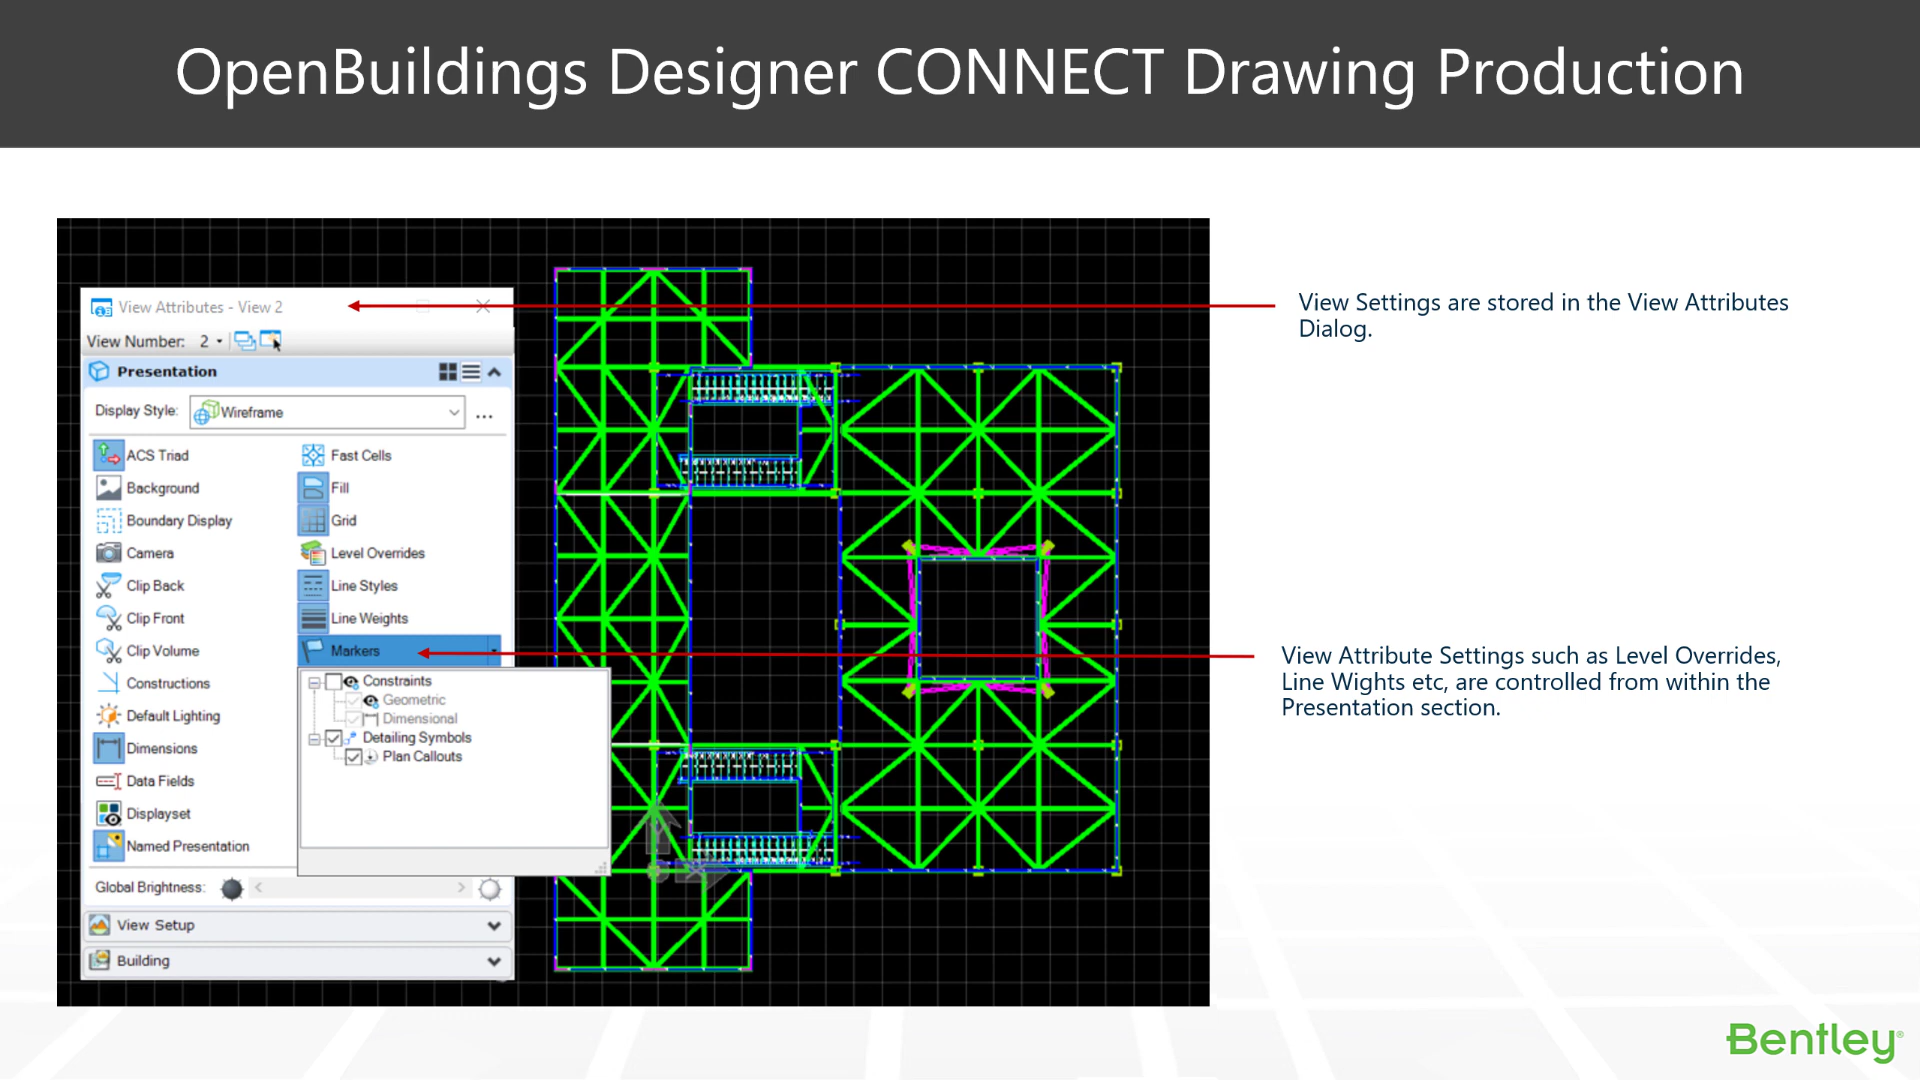 OpenBuildings Designer CONNECT Drawing Production
View Attributes - View 2
View Number: 2
Presentation
Display Style: Wireframe
ACS Triad
Background
Boundary Display
Camera
Clip Back
Clip Front
Clip Volume
Constructions
Default Lighting
Dimensions
Data Fields
Displayset
Named Presentation
Fast Cells
Fill
Grid
Level Overrides
Line Styles
Line Weights
Markers
Constraints
Geometric
Dimensional
Detailing Symbols
Plan Callouts
Global Brightness:
View Setup
Building
View Settings are stored in the View Attributes
Dialog.
View Attribute Settings such as Level Overrides,
Line Wights etc, are controlled from within the
Presentation section.
Bentley®